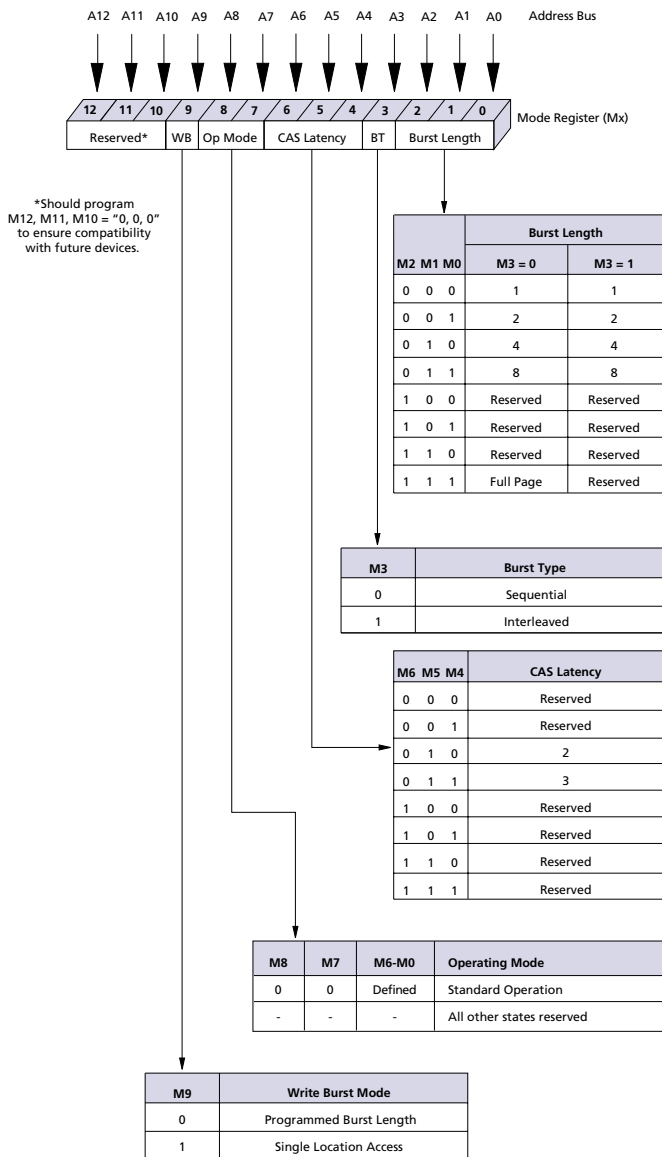 A12 A11 A10 A9 A8 A7 A6 A5 A4 A3 A2 A1 A0 Address Bus
12 11 10 9 8 7 6 5 4 3 2 1 0 Mode Register (Mx)
Reserved* WB Op Mode CAS Latency BT Burst Length
*Should program
M12, M11, M10 = “0, 0, 0”
to ensure compatibility
with future devices.
Burst Length
M2 M1 M0 M3 = 0 M3 = 1
0 0 0 1 1
0 0 1 2 2
0 1 0 4 4
0 1 1 8 8
1 0 0 Reserved Reserved
1 0 1 Reserved Reserved
1 1 0 Reserved Reserved
1 1 1 Full Page Reserved
M3 Burst Type
0 Sequential
1 Interleaved
M6 M5 M4 CAS Latency
0 0 0 Reserved
0 0 1 Reserved
0 1 0 2
0 1 1 3
1 0 0 Reserved
1 0 1 Reserved
1 1 0 Reserved
1 1 1 Reserved
M8 M7 M6-M0 Operating Mode
0 0 Defined Standard Operation
- - - All other states reserved
M9 Write Burst Mode
0 Programmed Burst Length
1 Single Location Access